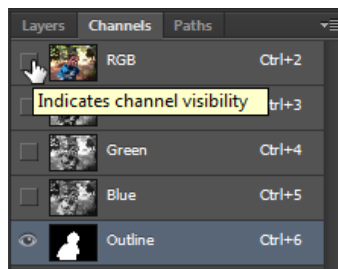 Layers Channels Paths
RGB Ctrl+2
Indicates channel visibility
trl+3
Green Ctrl+4
Blue Ctrl+5
Outline Ctrl+6